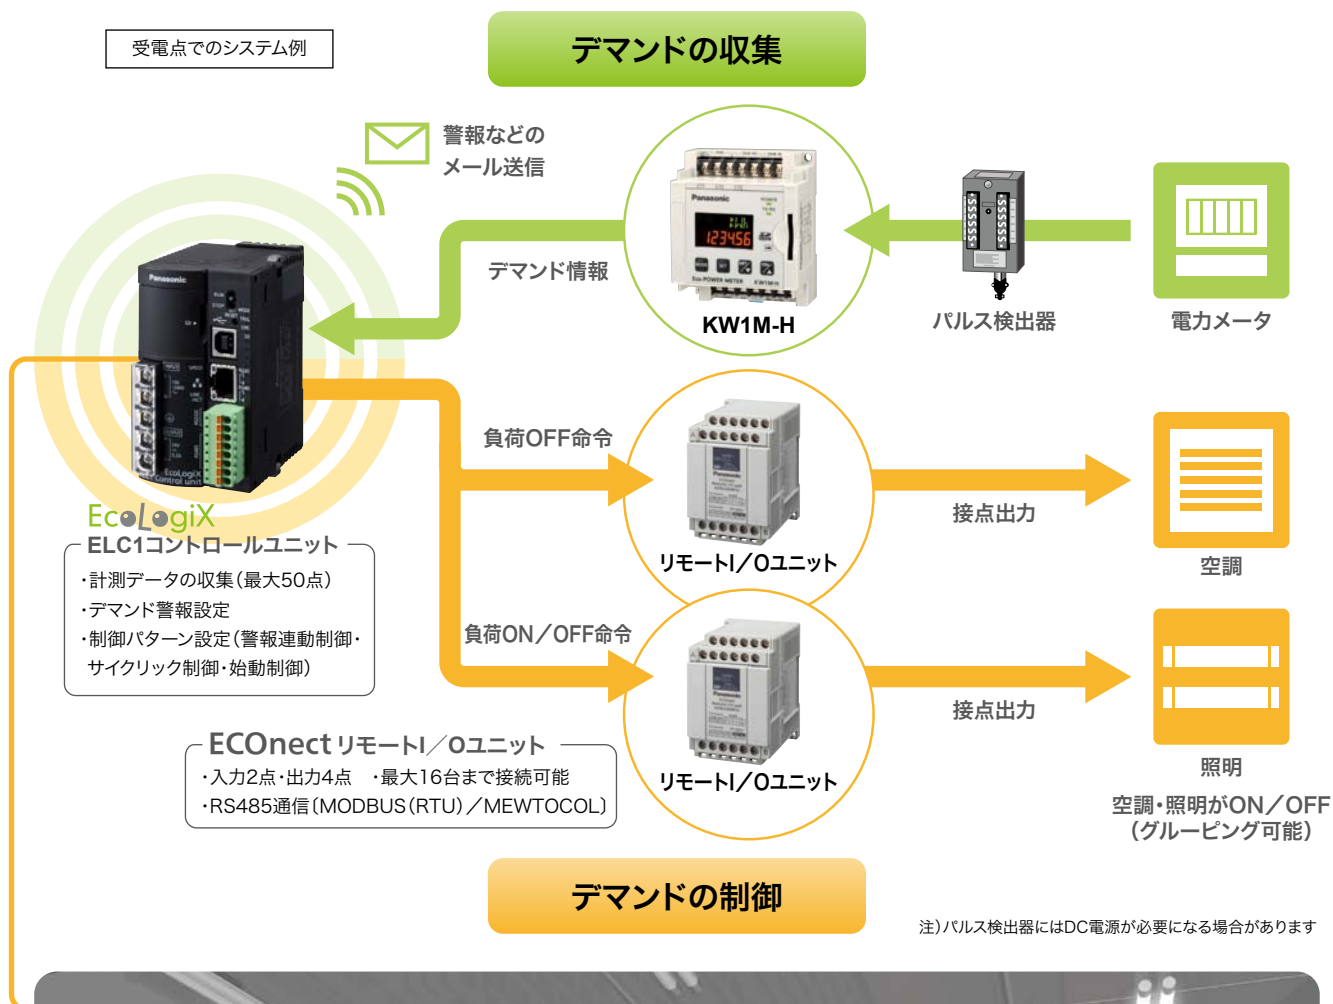 受電点でのシステム例
デマンドの収集
警報などの
メール送信
デマンド情報
Panasonic
123456
Eco POWER METER KW1M-H
KW1M-H
パルス検出器
電力メータ
Panasonic
EcoLogiX
Control unit
負荷OFF命令
Panasonic
リモートI／Oユニット
接点出力
空調
EcoLogiX
ELC1コントロールユニット
・計測データの収集（最大50点）
・デマンド警報設定
・制御パターン設定（警報連動制御・
サイクリック制御・始動制御）
負荷ON／OFF命令
Panasonic
リモートI／Oユニット
接点出力
照明
空調・照明がON／OFF
（グルーピング可能）
ECOnect リモートI／Oユニット
・入力2点・出力4点　・最大16台まで接続可能
・RS485通信〔MODBUS（RTU）／MEWTOCOL〕
デマンドの制御
注）パルス検出器にはDC電源が必要になる場合があります